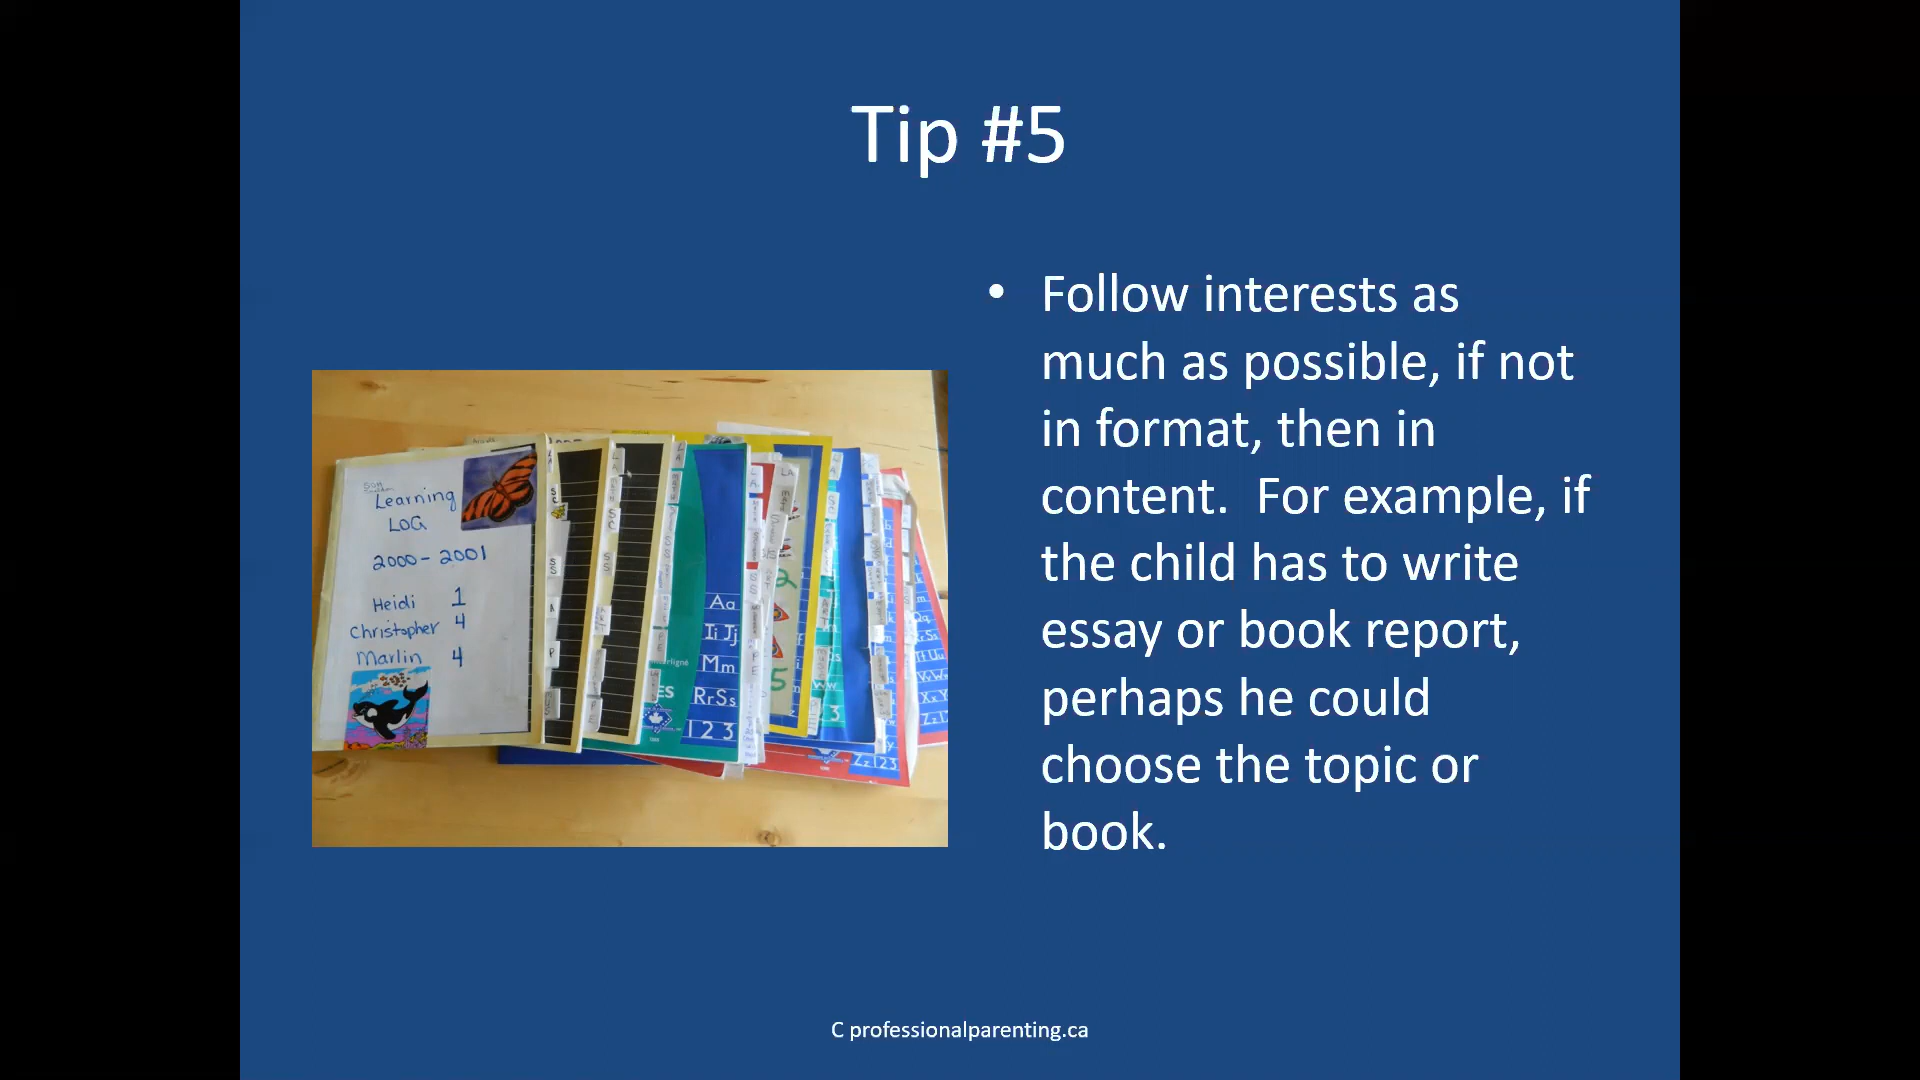 Tip #5
Follow interests as
much as possible, if not
in format, then in
content.  For example, if
the child has to write
essay or book report,
perhaps he could
choose the topic or
book.
Learning
LOG
2000-2001
Heidi 1
Christopher 4
Marlin 4
Aa
Ii Jj
Mm
RrSs
123
C professionalparenting.ca